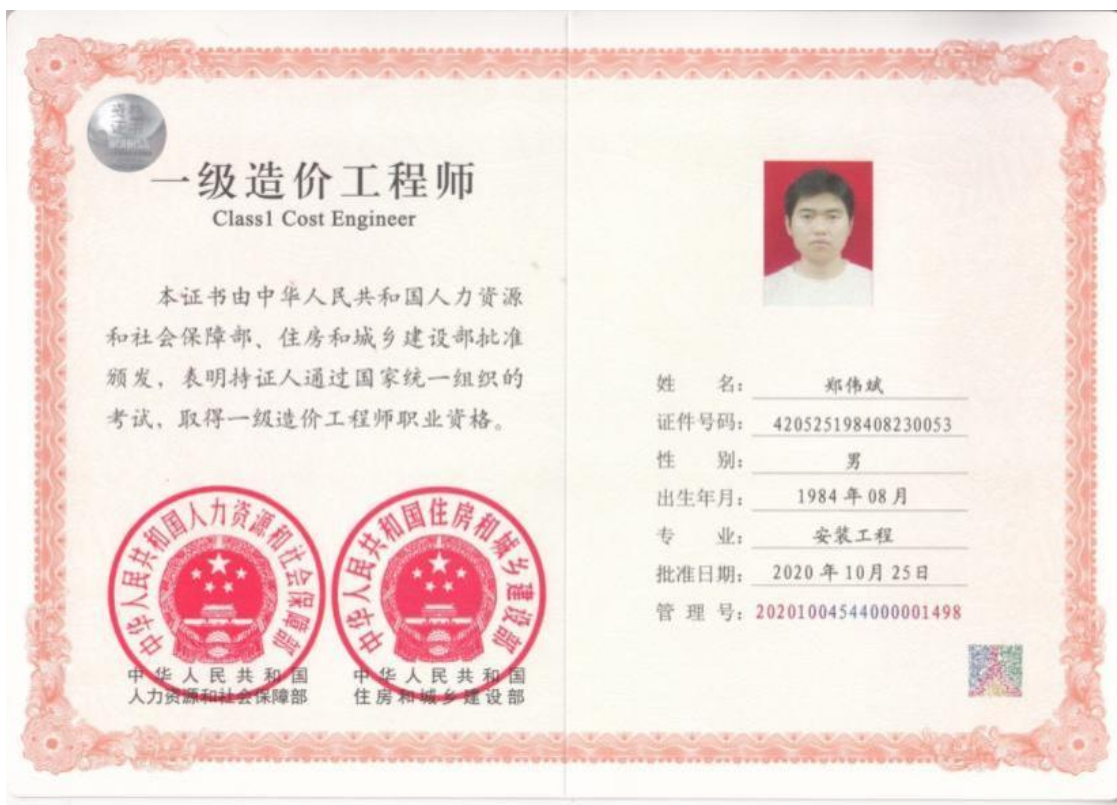 一级造价工程师
Class1 Cost Engineer
本证书由中华人民共和国人力资源
和社会保障部、住房和城乡建设部批准
颁发，表明持证人通过国家统一组织的
考试，取得一级造价工程师职业资格。
中华人民共和国人力资源和社会保障部
中华人民共和国住房和城乡建设部
中华人民共和国
人力资源和社会保障部
中华人民共和国
住房和城乡建设部
姓 名： 郑伟斌
证件号码： 420525198408230053
性 别： 男
出生年月： 1984年08月
专 业： 安装工程
批准日期： 2020年10月25日
管 理 号： 20201004544000001498